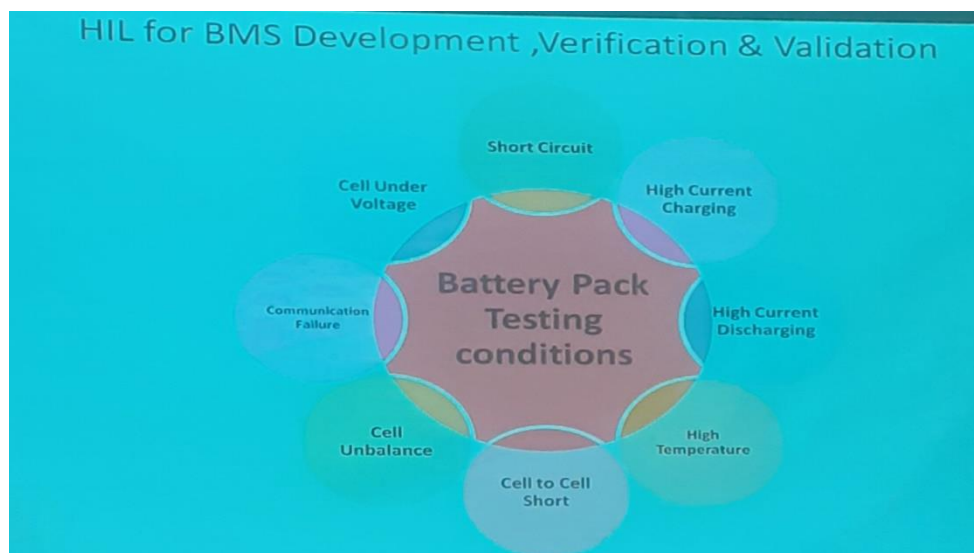 HIL for BMS Development ,Verification & Validation
Short Circuit
High Current
Charging
High Current
Discharging
High
Temperature
Cell to Cell
Short
Cell
Unbalance
Communication
Failure
Cell Under
Voltage
Battery Pack
Testing
conditions